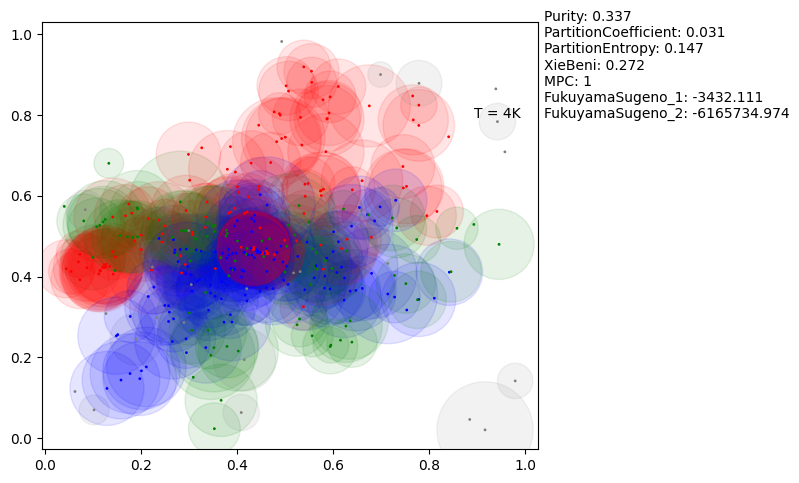 Purity: 0.337
PartitionCoefficient: 0.031
PartitionEntropy: 0.147
XieBeni: 0.272
MPC: 1
FukuyamaSugeno_1: -3432.111
FukuyamaSugeno_2: -6165734.974
T = 4K
1.0
0.8
0.6
0.4
0.2
0.0
0.0 0.2 0.4 0.6 0.8 1.0